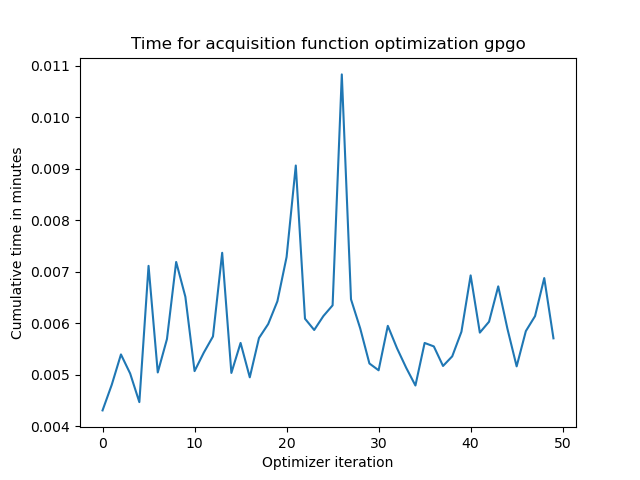 Time for acquisition function optimization gpgo
Cumulative time in minutes
0.011
0.010
0.009
0.008
0.007
0.006
0.005
0.004
0 10 20 30 40 50
Optimizer iteration